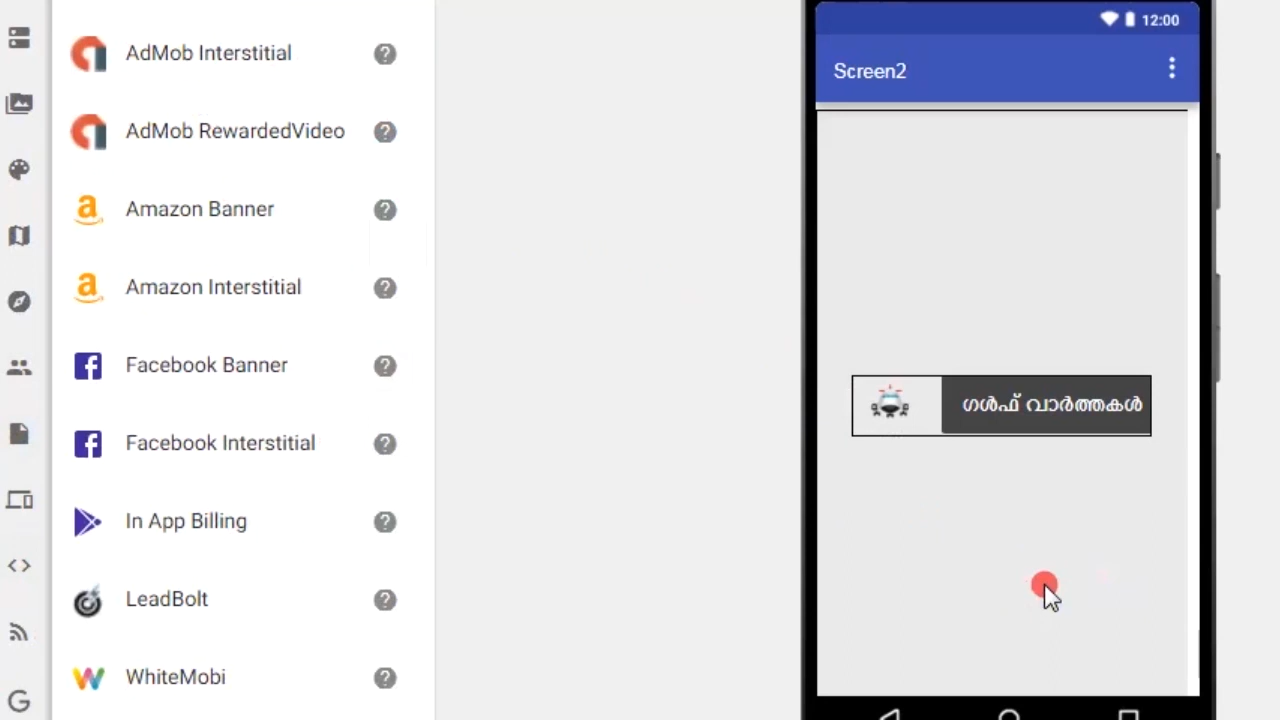 AdMob Interstitial
AdMob RewardedVideo
Amazon Banner
Amazon Interstitial
Facebook Banner
Facebook Interstitial
In App Billing
LeadBolt
WhiteMobi
12:00
Screen2
ഗൾഫ് വാർത്തകൾ